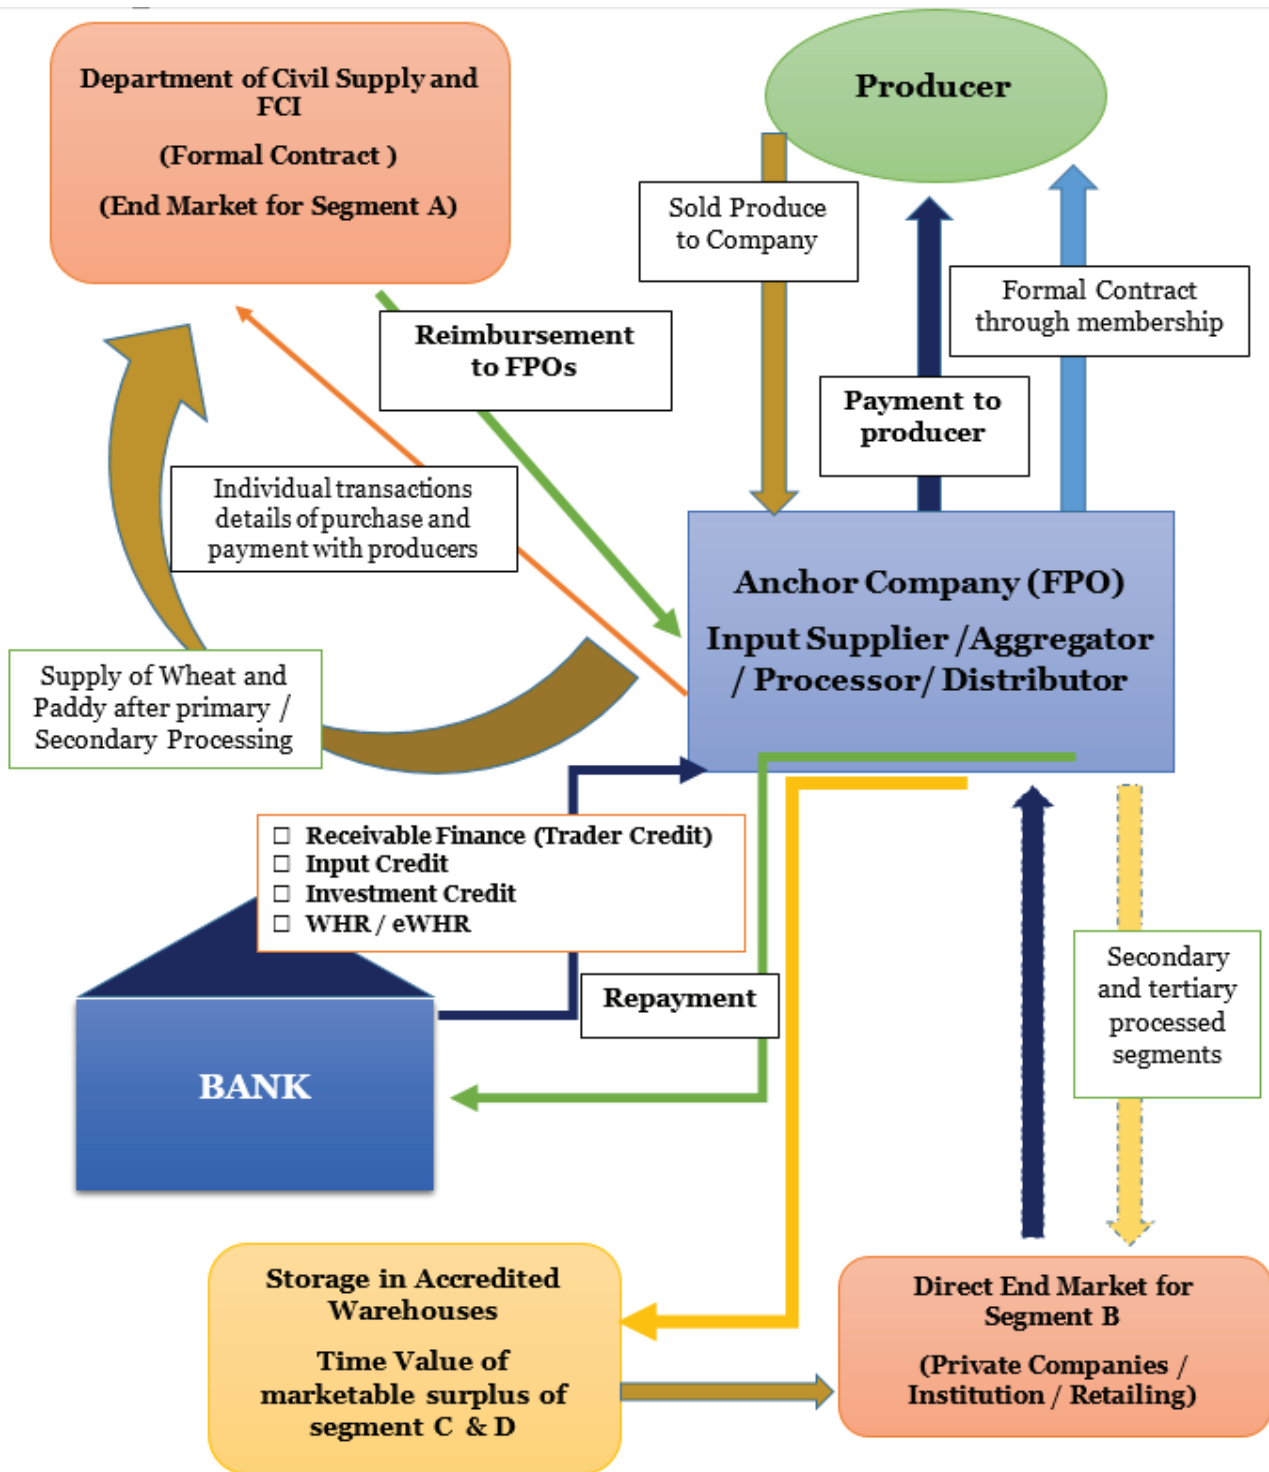 Department of Civil Supply and
FCI
(Formal Contract )
(End Market for Segment A)
Producer
Sold Produce
to Company
Formal Contract
through membership
Reimbursement
to FPOs
Payment to
producer
Individual transactions
details of purchase and
payment with producers
Anchor Company (FPO)
Input Supplier /Aggregator
/ Processor/ Distributor
Supply of Wheat and
Paddy after primary /
Secondary Processing
☐ Receivable Finance (Trader Credit)
☐ Input Credit
☐ Investment Credit
☐ WHR / eWHR
Repayment
Secondary
and tertiary
processed
segments
BANK
Storage in Accredited
Warehouses
Time Value of
marketable surplus of
segment C & D
Direct End Market for
Segment B
(Private Companies /
Institution / Retailing)